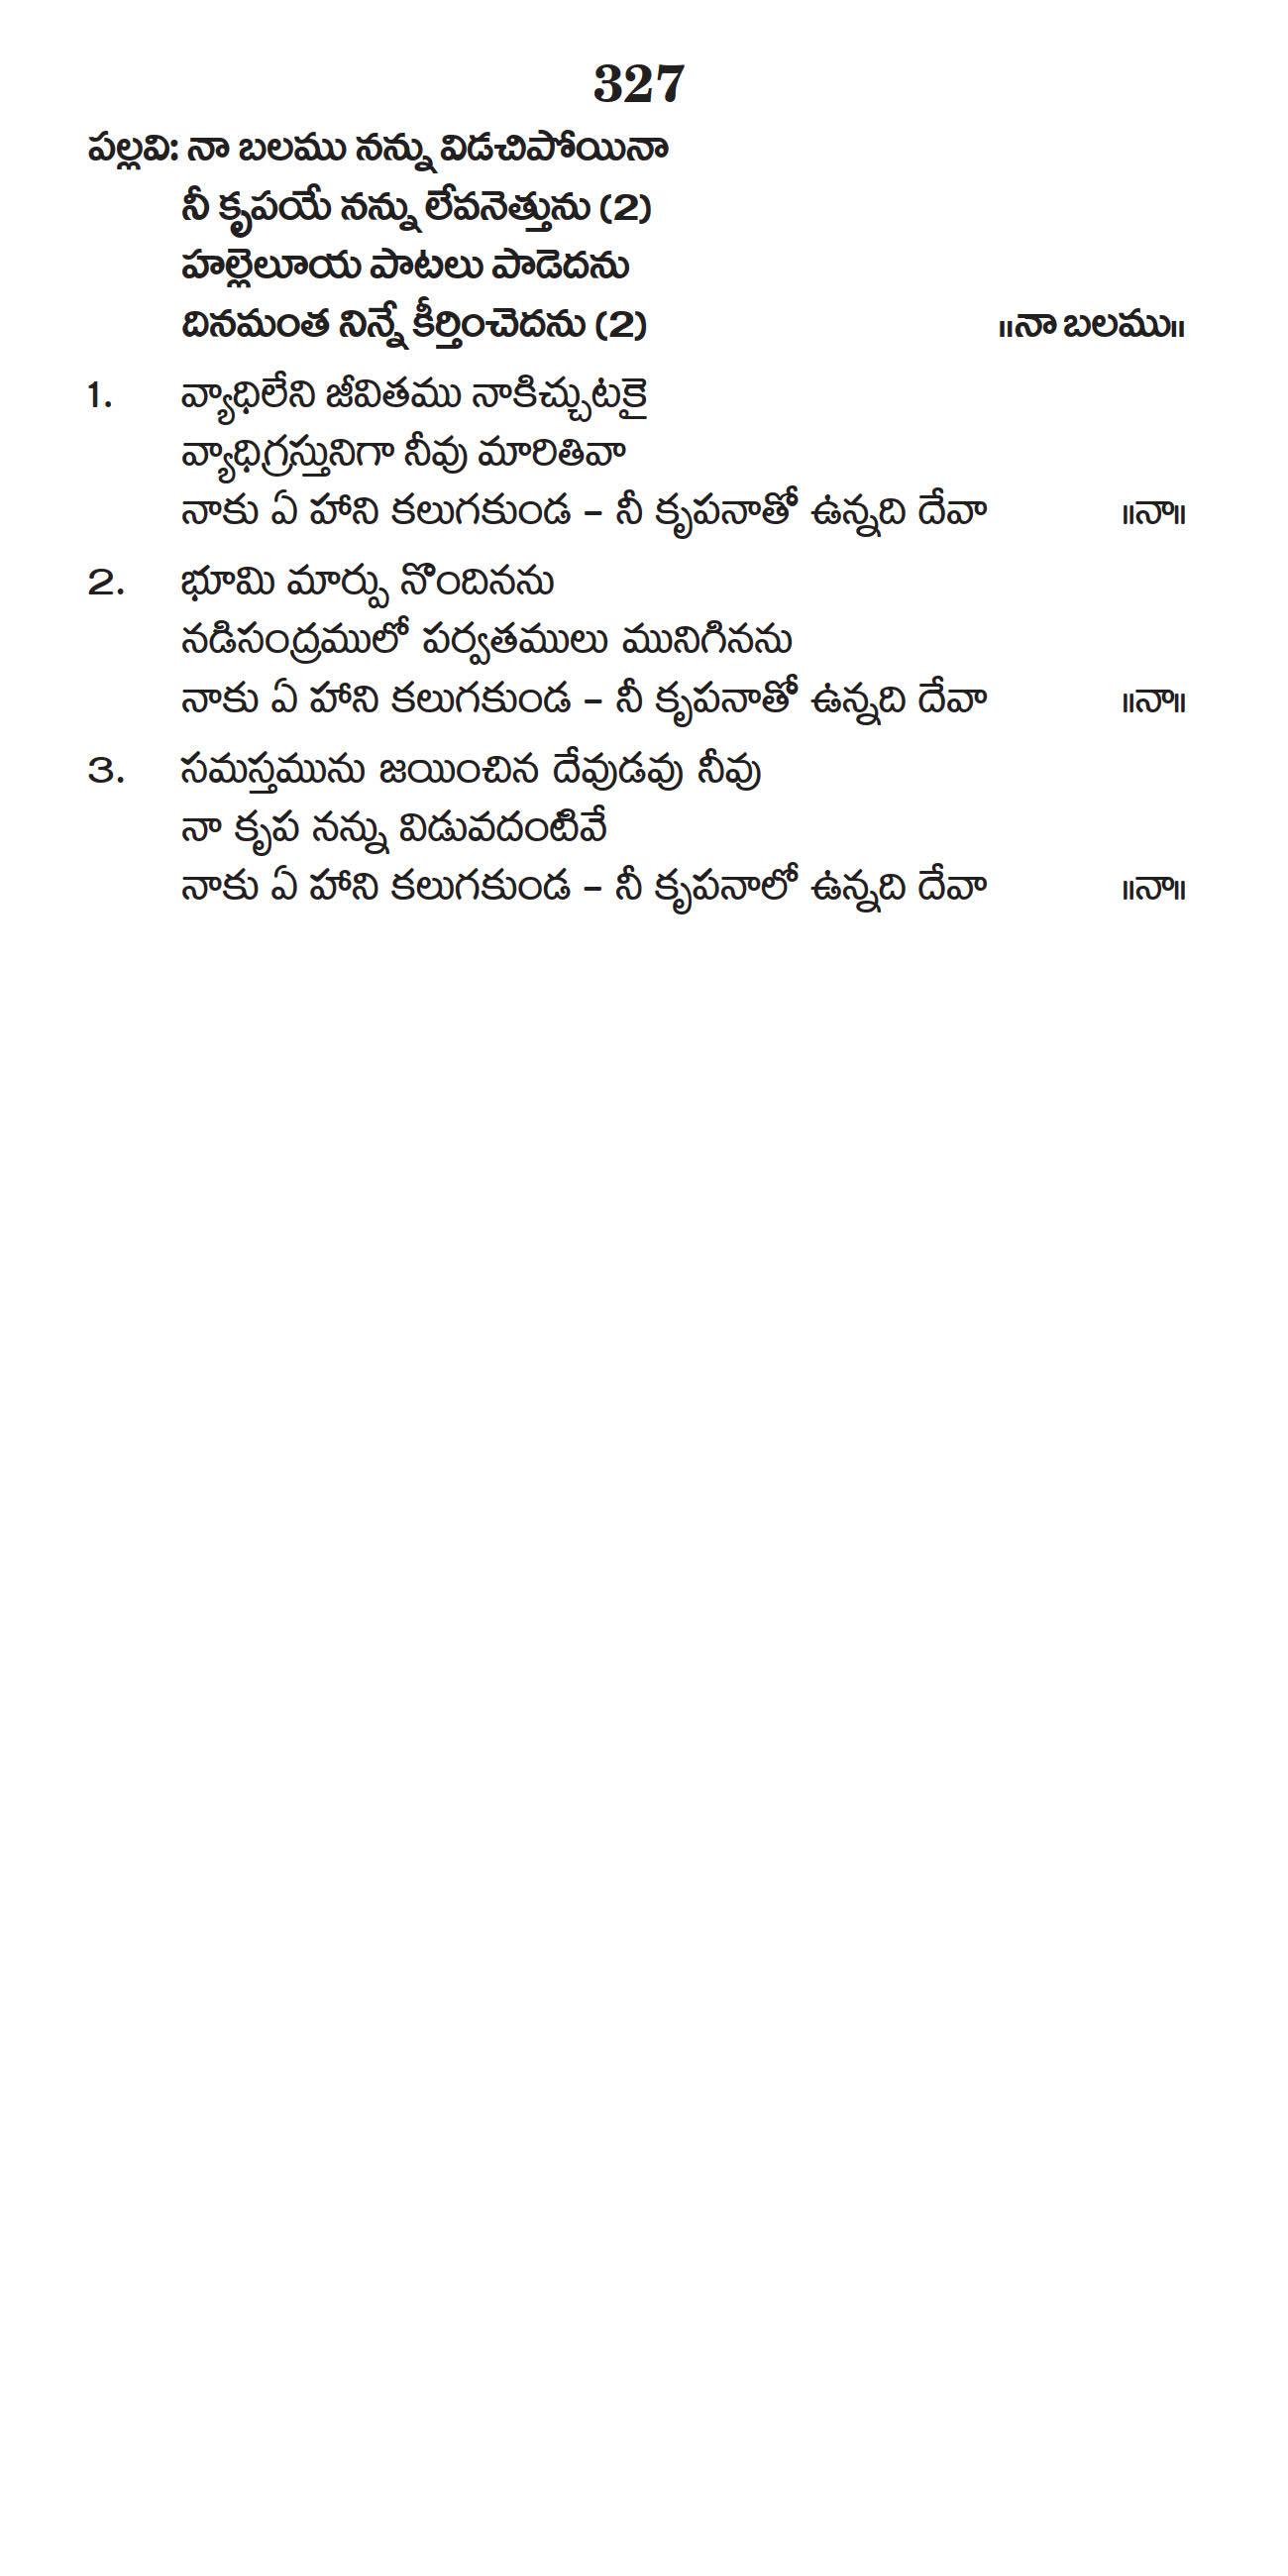 327
పల్లవి: నా బలము నన్ను విడచిపోయినా
నీ కృపయే నన్ను లేవనెత్తును (2)
హల్లెలూయ పాటలు పాడెదను
దినమంత నిన్నే కీర్తించెదను (2) ॥నా బలము॥
1. వ్యాధిలేని జీవితము నాకిచ్చుటకై
వ్యాధిగ్రస్తునిగా నీవు మారితివా
నాకు ఏ హాని కలుగకుండ – నీ కృపనాతో ఉన్నది దేవా ॥నా॥
2. భూమి మార్పు నొందినను
నడిసంద్రములో పర్వతములు మునిగినను
నాకు ఏ హాని కలుగకుండ – నీ కృపనాతో ఉన్నది దేవా ॥నా॥
3. సమస్తమును జయించిన దేవుడవు నీవు
నా కృప నన్ను విడువదంటివే
నాకు ఏ హాని కలుగకుండ – నీ కృపనాలో ఉన్నది దేవా ॥నా॥